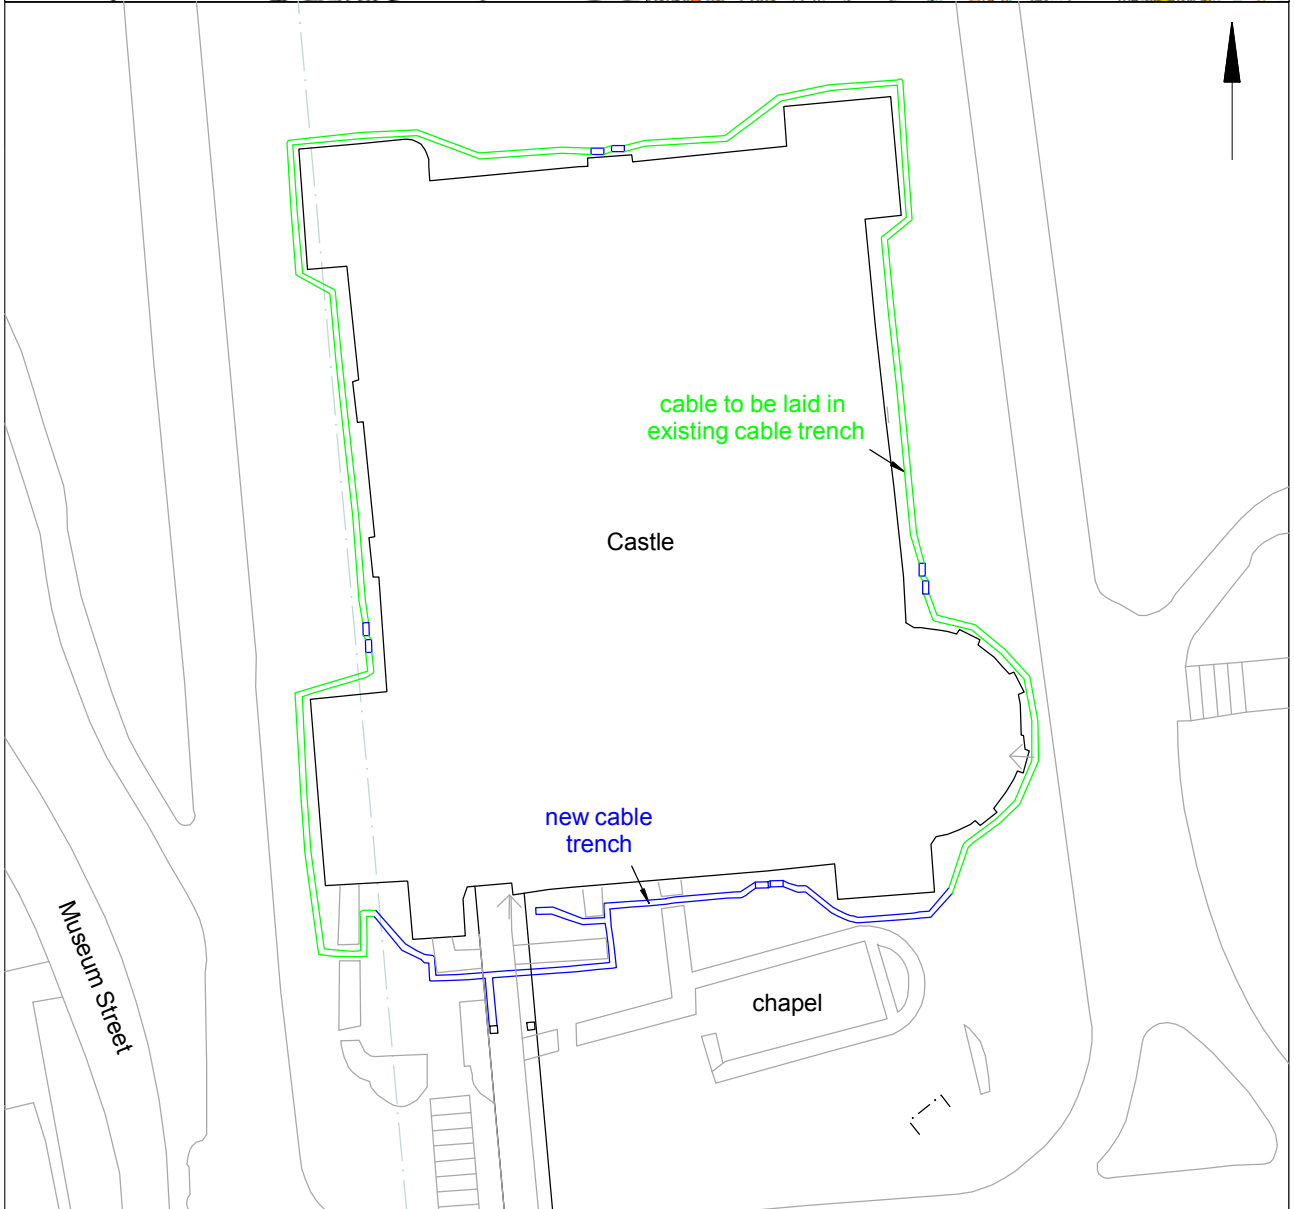 cable to be laid in
existing cable trench
Castle
new cable
trench
Museum Street
chapel